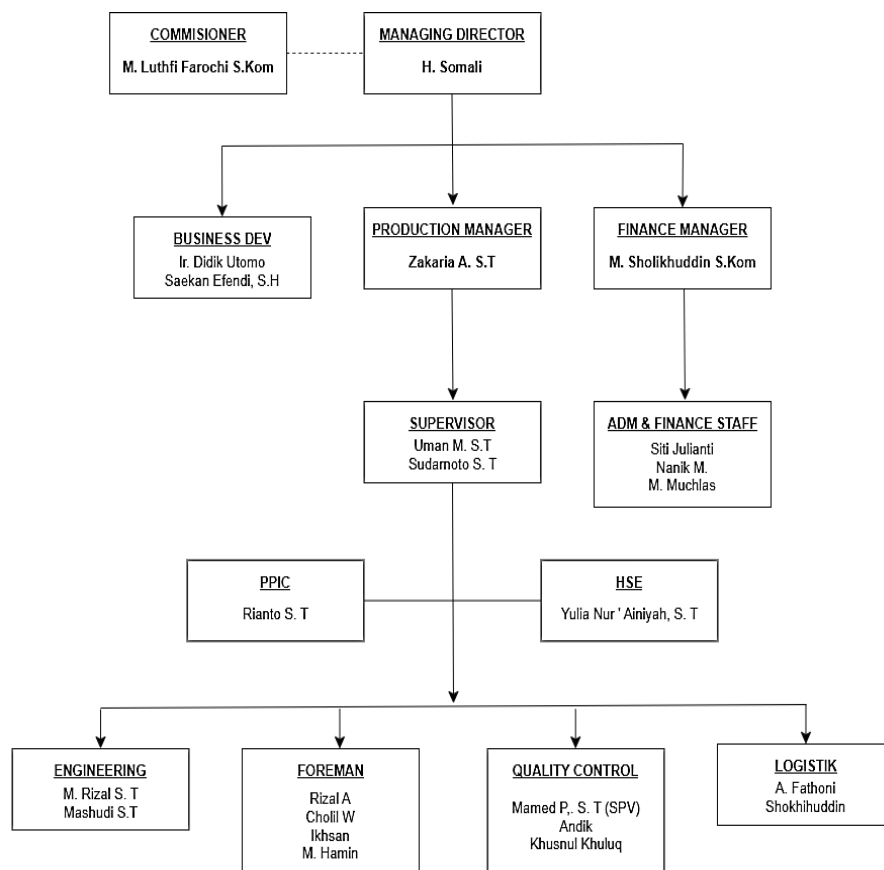 COMMISIONER
M. Luthfi Farochi S.Kom
MANAGING DIRECTOR
H. Somali
BUSINESS DEV
Ir. Didik Utomo
Saekan Efendi, S.H
PRODUCTION MANAGER
Zakaria A. S.T
FINANCE MANAGER
M. Sholikhuddin S.Kom
SUPERVISOR
Uman M. S.T
Sudarnoto S. T
ADM & FINANCE STAFF
Siti Julianti
Nanik M.
M. Muchlas
PPIC
Rianto S. T
HSE
Yulia Nur ' Ainiyah, S. T
ENGINEERING
M. Rizal S. T
Mashudi S.T
FOREMAN
Rizal A
Cholil W
Ikhsan
M. Hamin
QUALITY CONTROL
Mamed P,. S. T (SPV)
Andik
Khusnul Khuluq
LOGISTIK
A. Fathoni
Shokhihuddin